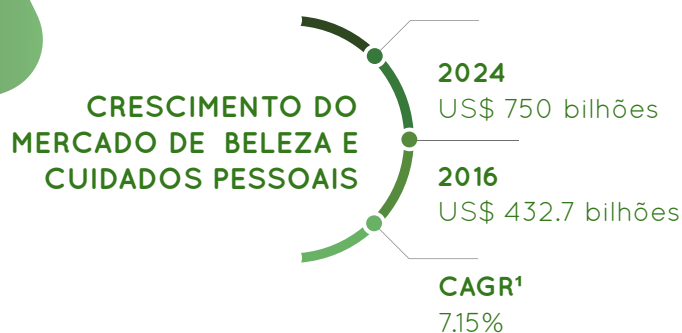 CRESCIMENTO DO
MERCADO DE BELEZA E
CUIDADOS PESSOAIS
2024
US$ 750 bilhões
2016
US$ 432.7 bilhões
CAGR¹
7.15%